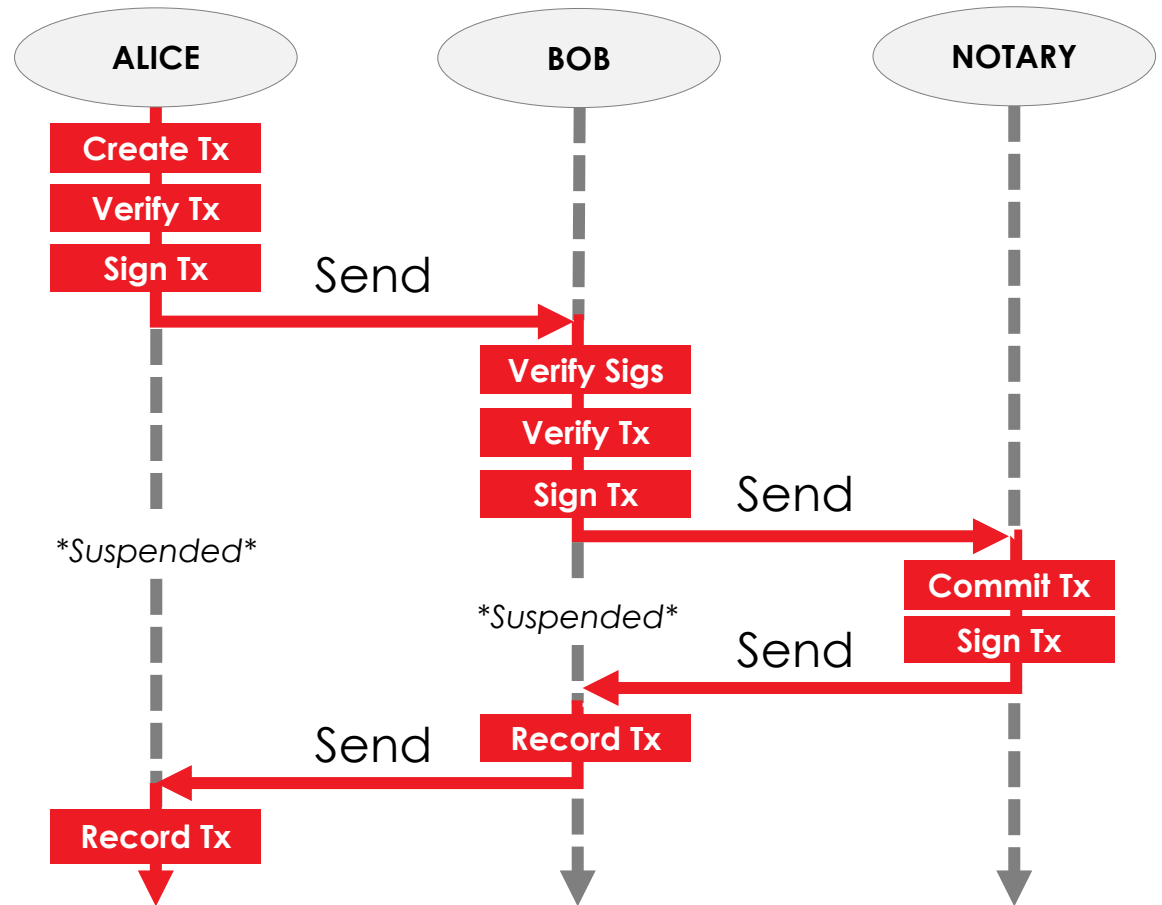 ALICE
BOB
NOTARY
Create Tx
Verify Tx
Sign Tx
Send
Verify Sigs
Verify Tx
Sign Tx
Send
*Suspended*
Commit Tx
*Suspended*
Sign Tx
Send
Record Tx
Send
Record Tx